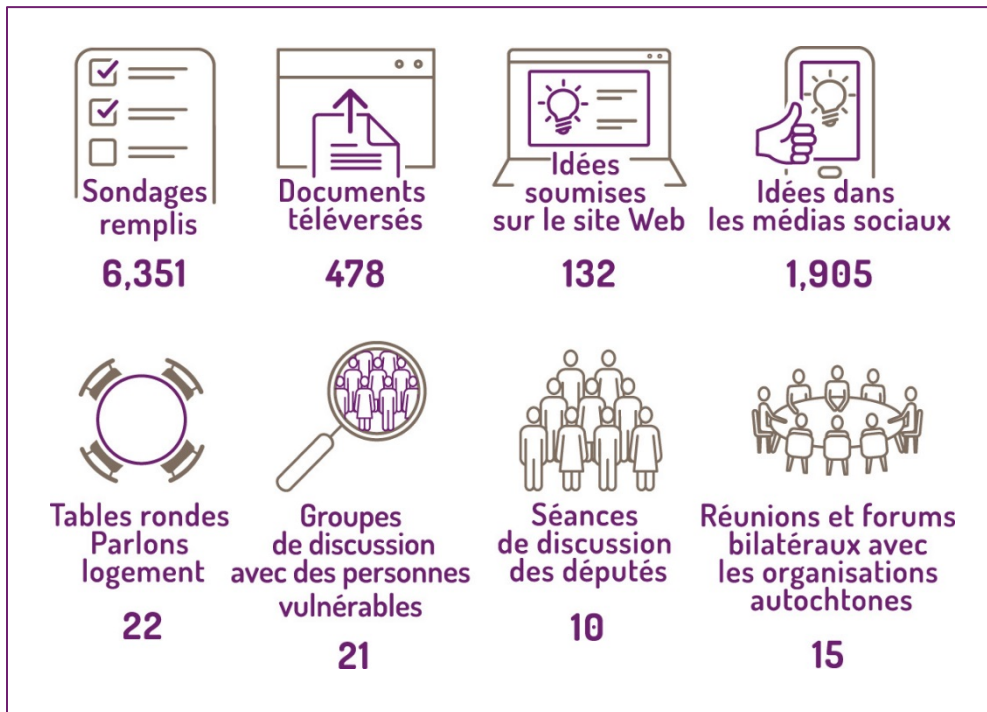 Sondages
remplis
6,351
Documents
téléversés
478
Idées
soumises
sur le site Web
132
Idées dans
les médias sociaux
1,905
Tables rondes
Parlons
logement
22
Groupes
de discussion
avec des personnes
vulnérables
21
Séances
de discussion
des députés
10
Réunions et forums
bilatéraux avec
les organisations
autochtones
15